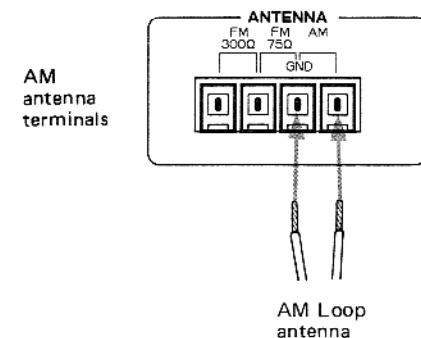 ANTENNA
FM 300Ω FM 75Ω AM
GND
AM
antenna
terminals
AM Loop
antenna